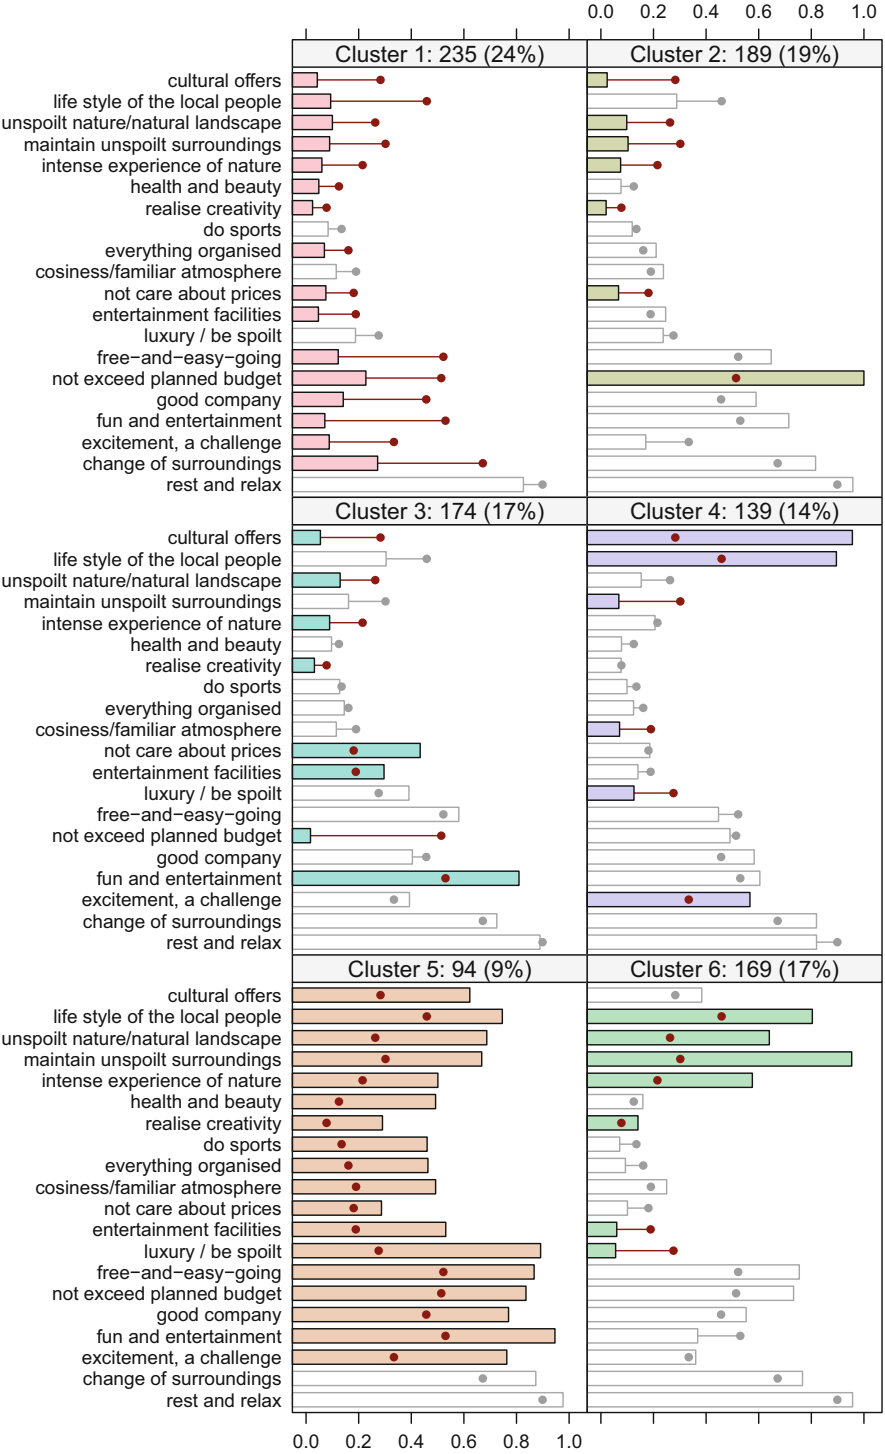 0.0 0.2 0.4 0.6 0.8 1.0
Cluster 1: 235 (24%) Cluster 2: 189 (19%)
cultural offers
life style of the local people
unspoilt nature/natural landscape
maintain unspoilt surroundings
intense experience of nature
health and beauty
realise creativity
do sports
everything organised
cosiness/familiar atmosphere
not care about prices
entertainment facilities
luxury / be spoilt
free−and−easy−going
not exceed planned budget
good company
fun and entertainment
excitement, a challenge
change of surroundings
rest and relax
Cluster 3: 174 (17%) Cluster 4: 139 (14%)
cultural offers
life style of the local people
unspoilt nature/natural landscape
maintain unspoilt surroundings
intense experience of nature
health and beauty
realise creativity
do sports
everything organised
cosiness/familiar atmosphere
not care about prices
entertainment facilities
luxury / be spoilt
free−and−easy−going
not exceed planned budget
good company
fun and entertainment
excitement, a challenge
change of surroundings
rest and relax
Cluster 5: 94 (9%) Cluster 6: 169 (17%)
cultural offers
life style of the local people
unspoilt nature/natural landscape
maintain unspoilt surroundings
intense experience of nature
health and beauty
realise creativity
do sports
everything organised
cosiness/familiar atmosphere
not care about prices
entertainment facilities
luxury / be spoilt
free−and−easy−going
not exceed planned budget
good company
fun and entertainment
excitement, a challenge
change of surroundings
rest and relax
0.0 0.2 0.4 0.6 0.8 1.0